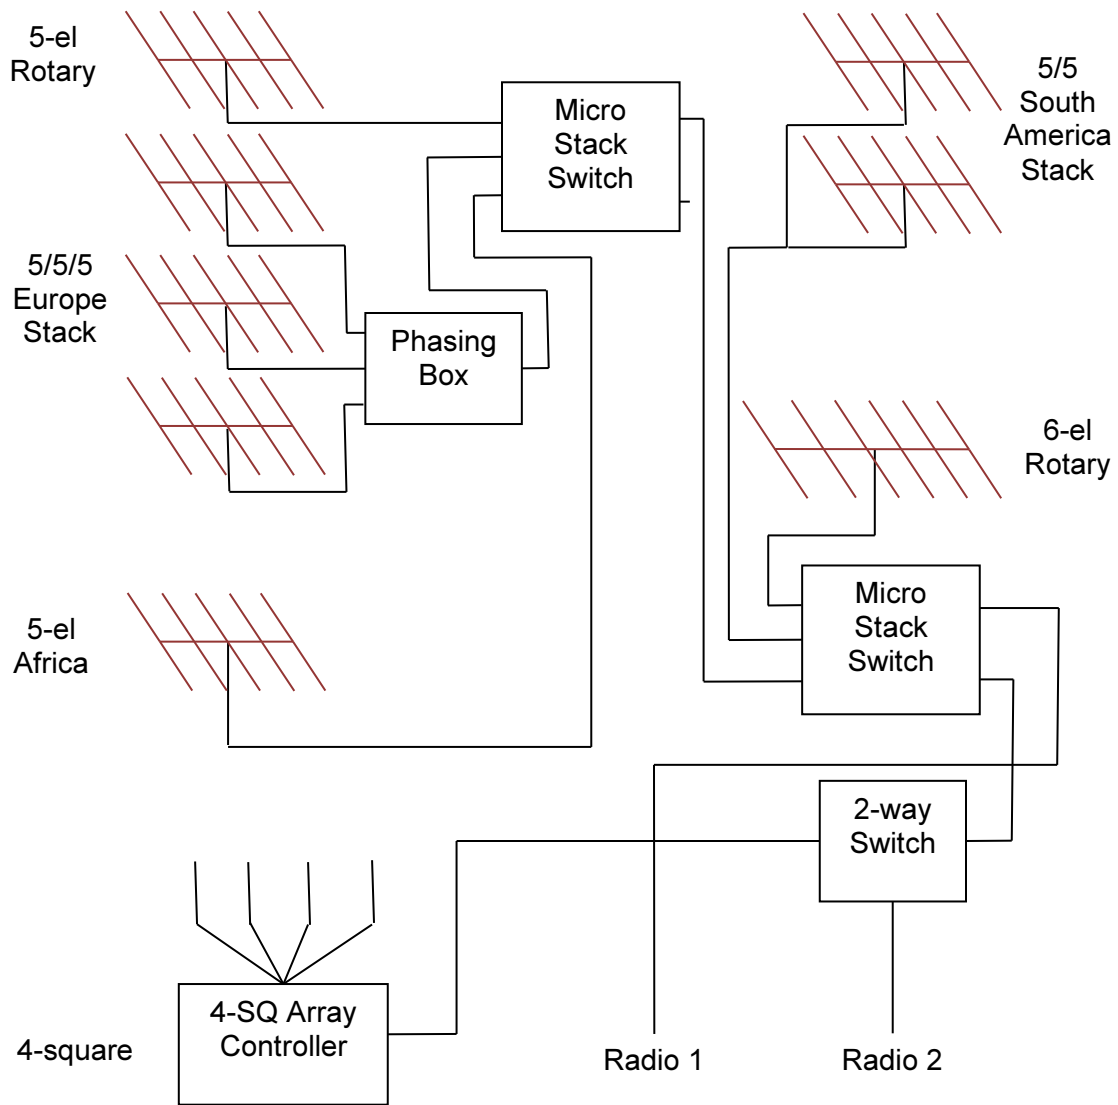 5-el
Rotary
Micro
Stack
Switch
5/5
South
America
Stack
5/5/5
Europe
Stack
Phasing
Box
6-el
Rotary
5-el
Africa
Micro
Stack
Switch
2-way
Switch
4-square
4-SQ Array
Controller
Radio 1
Radio 2